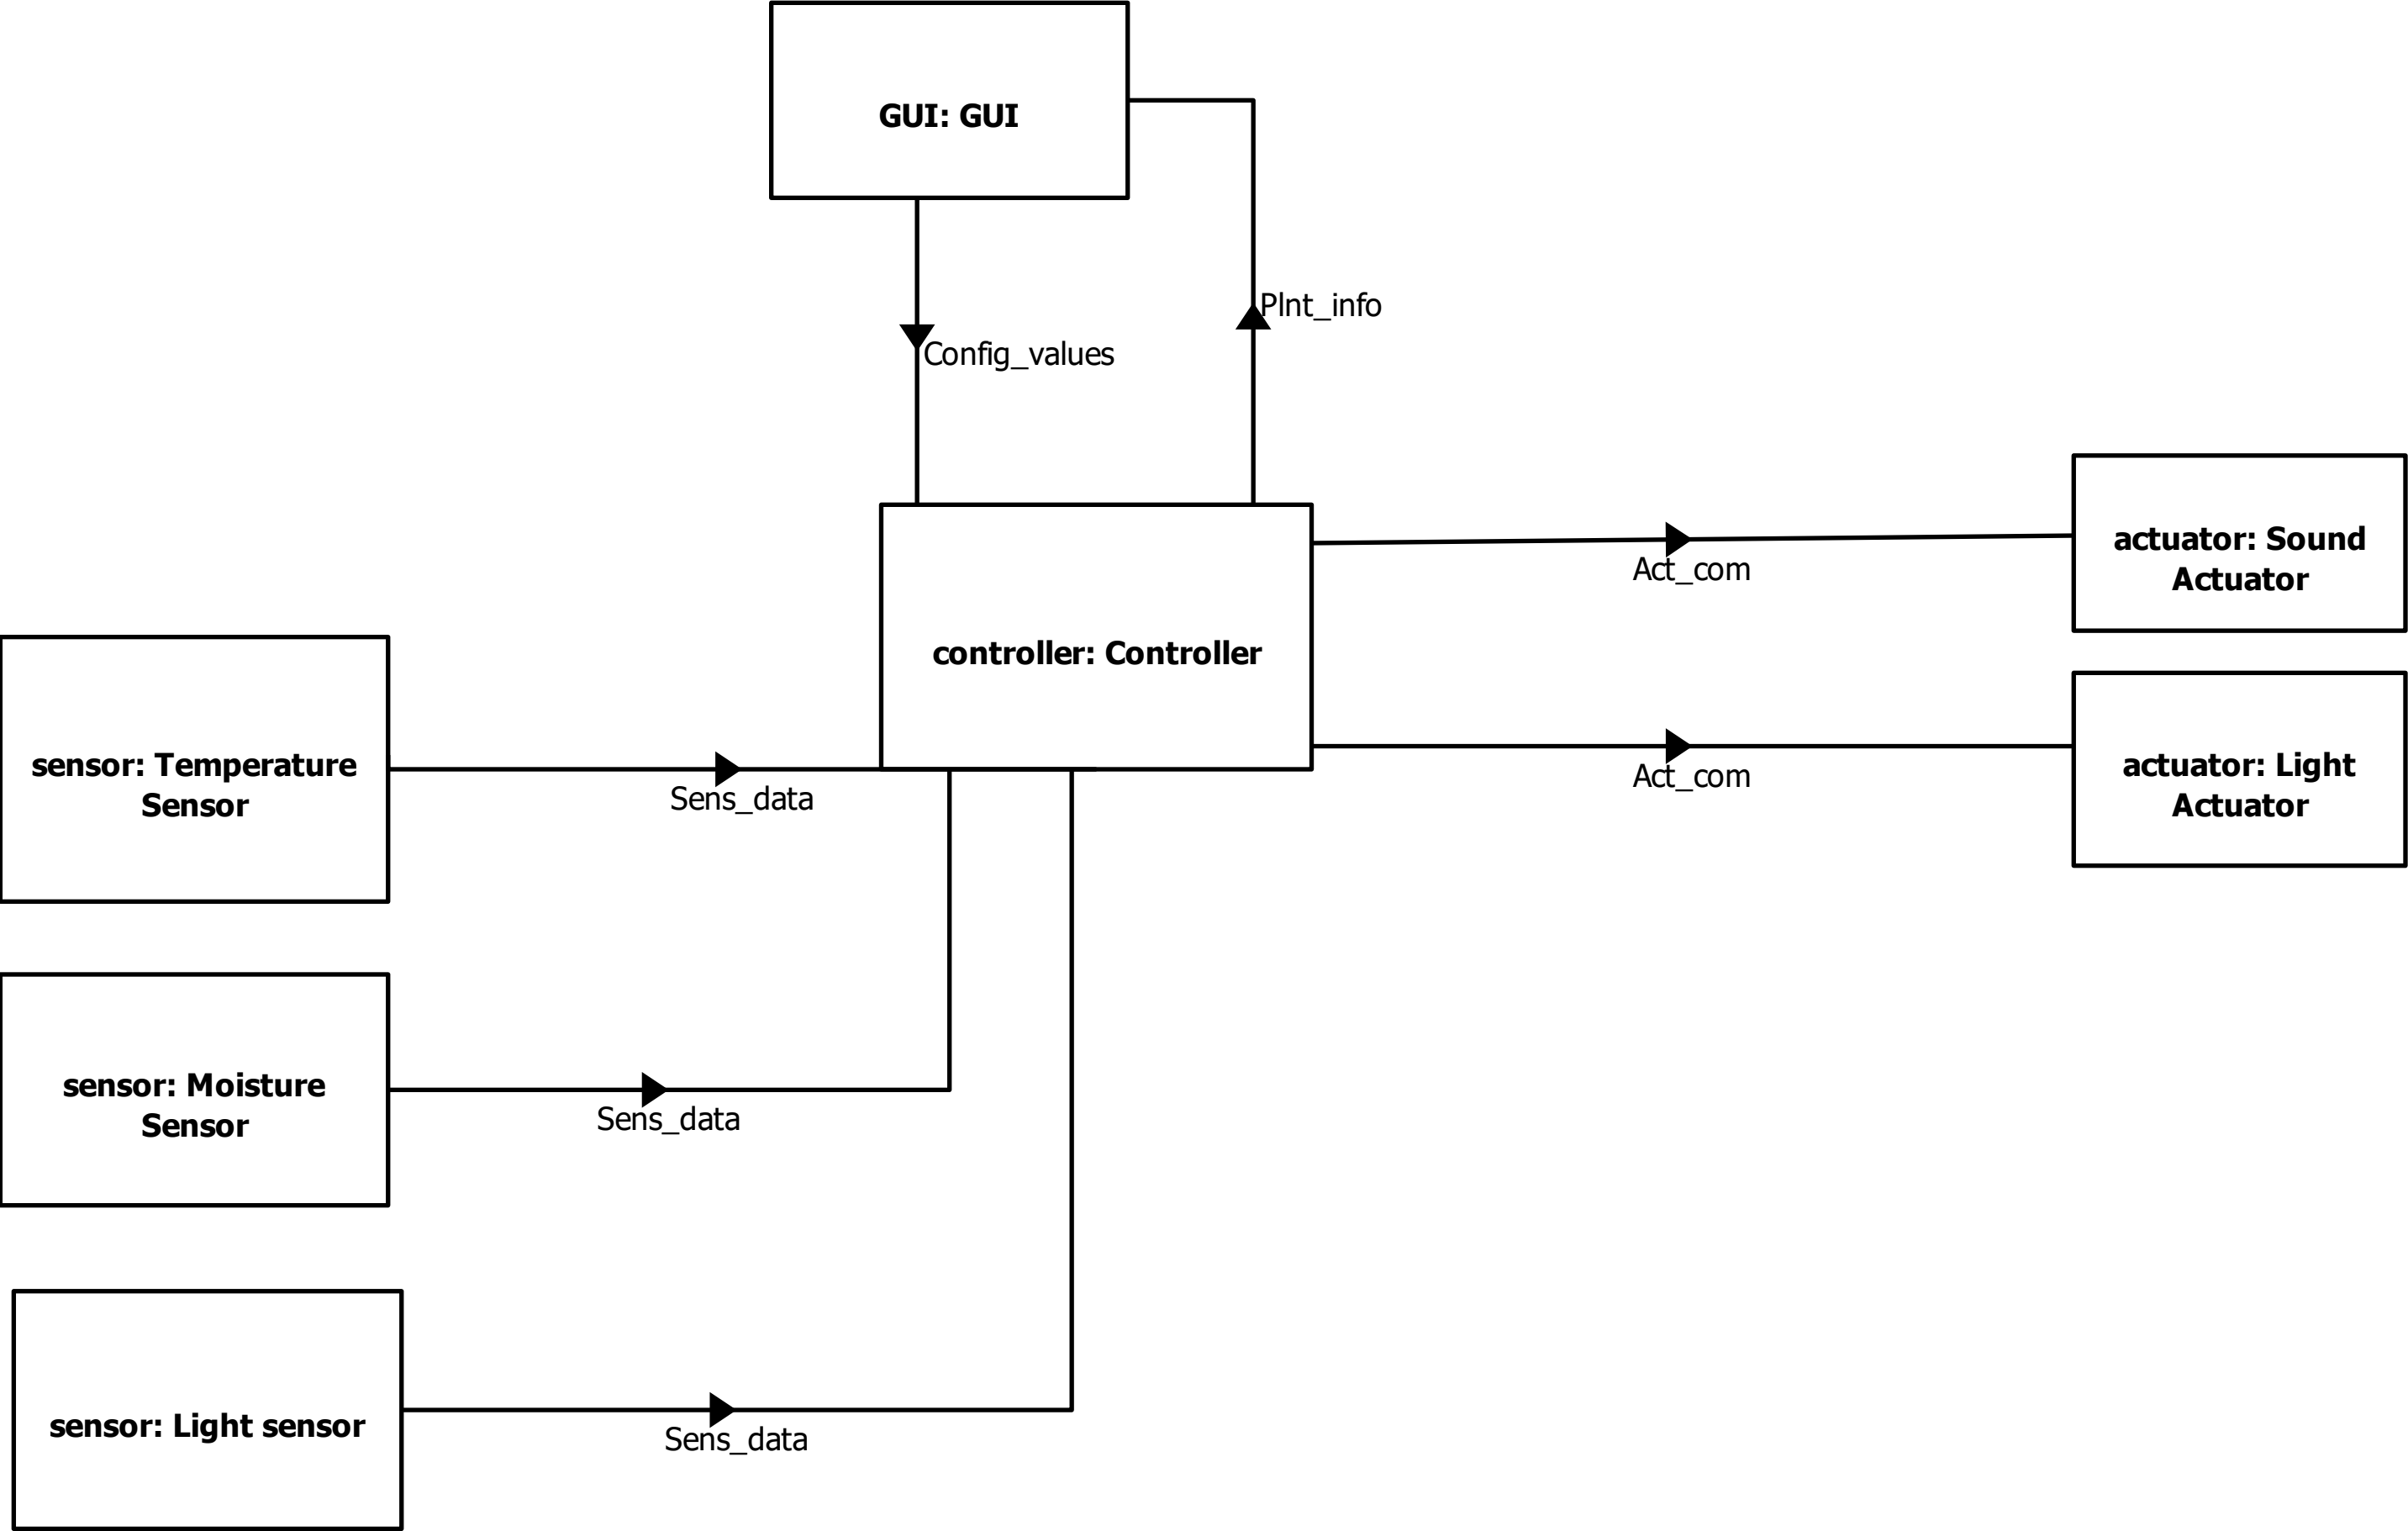 GUI: GUI
Plnt_info
Config_values
actuator: Sound
Actuator
Act_com
controller: Controller
actuator: Light
Actuator
Act_com
sensor: Temperature
Sensor
Sens_data
sensor: Moisture
Sensor
Sens_data
sensor: Light sensor
Sens_data